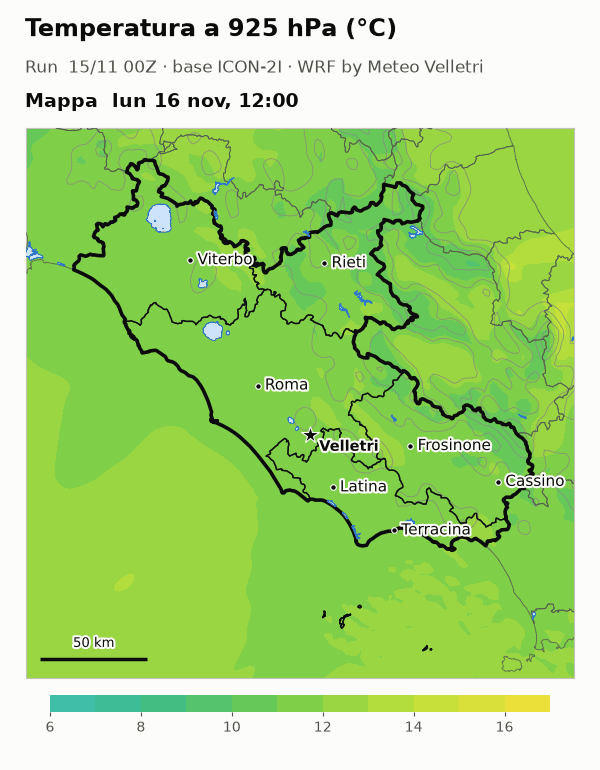 Temperatura a 925 hPa (°C)
Run  15/11 00Z · base ICON-2I · WRF by Meteo Velletri
Mappa  lun 16 nov, 12:00
Viterbo
Rieti
Roma
Velletri
Frosinone
Cassino
Latina
Terracina
50 km
6 8 10 12 14 16